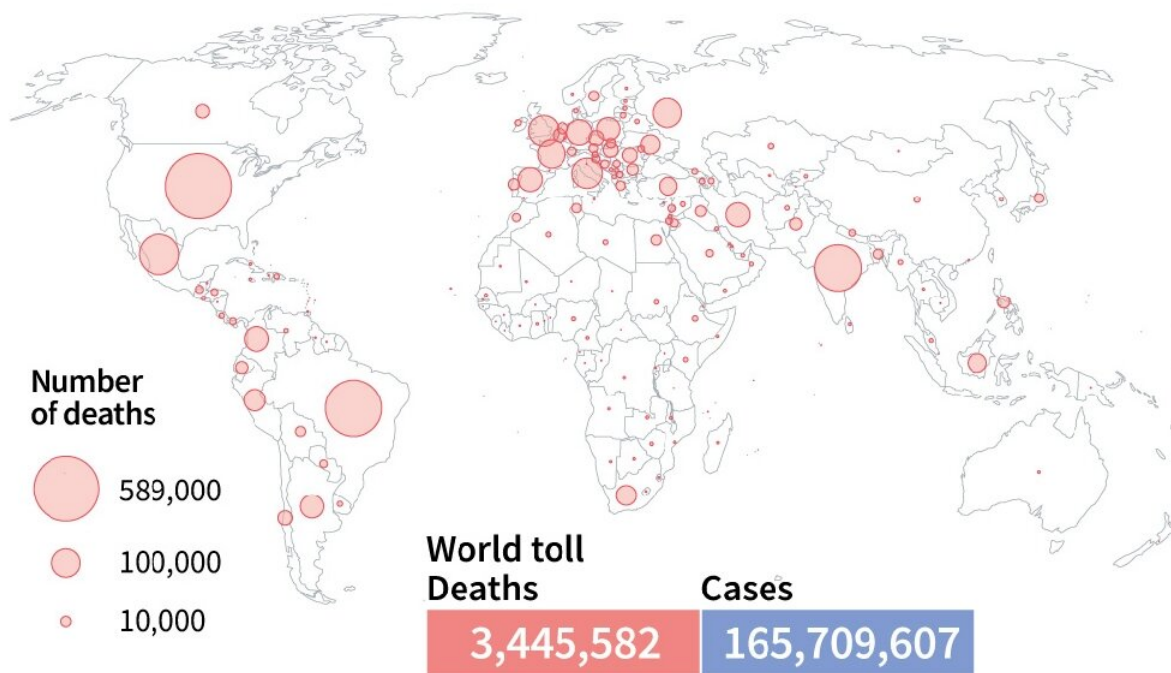 Number
of deaths
589,000
100,000
10,000
World toll
Deaths
Cases
3,445,582
165,709,607